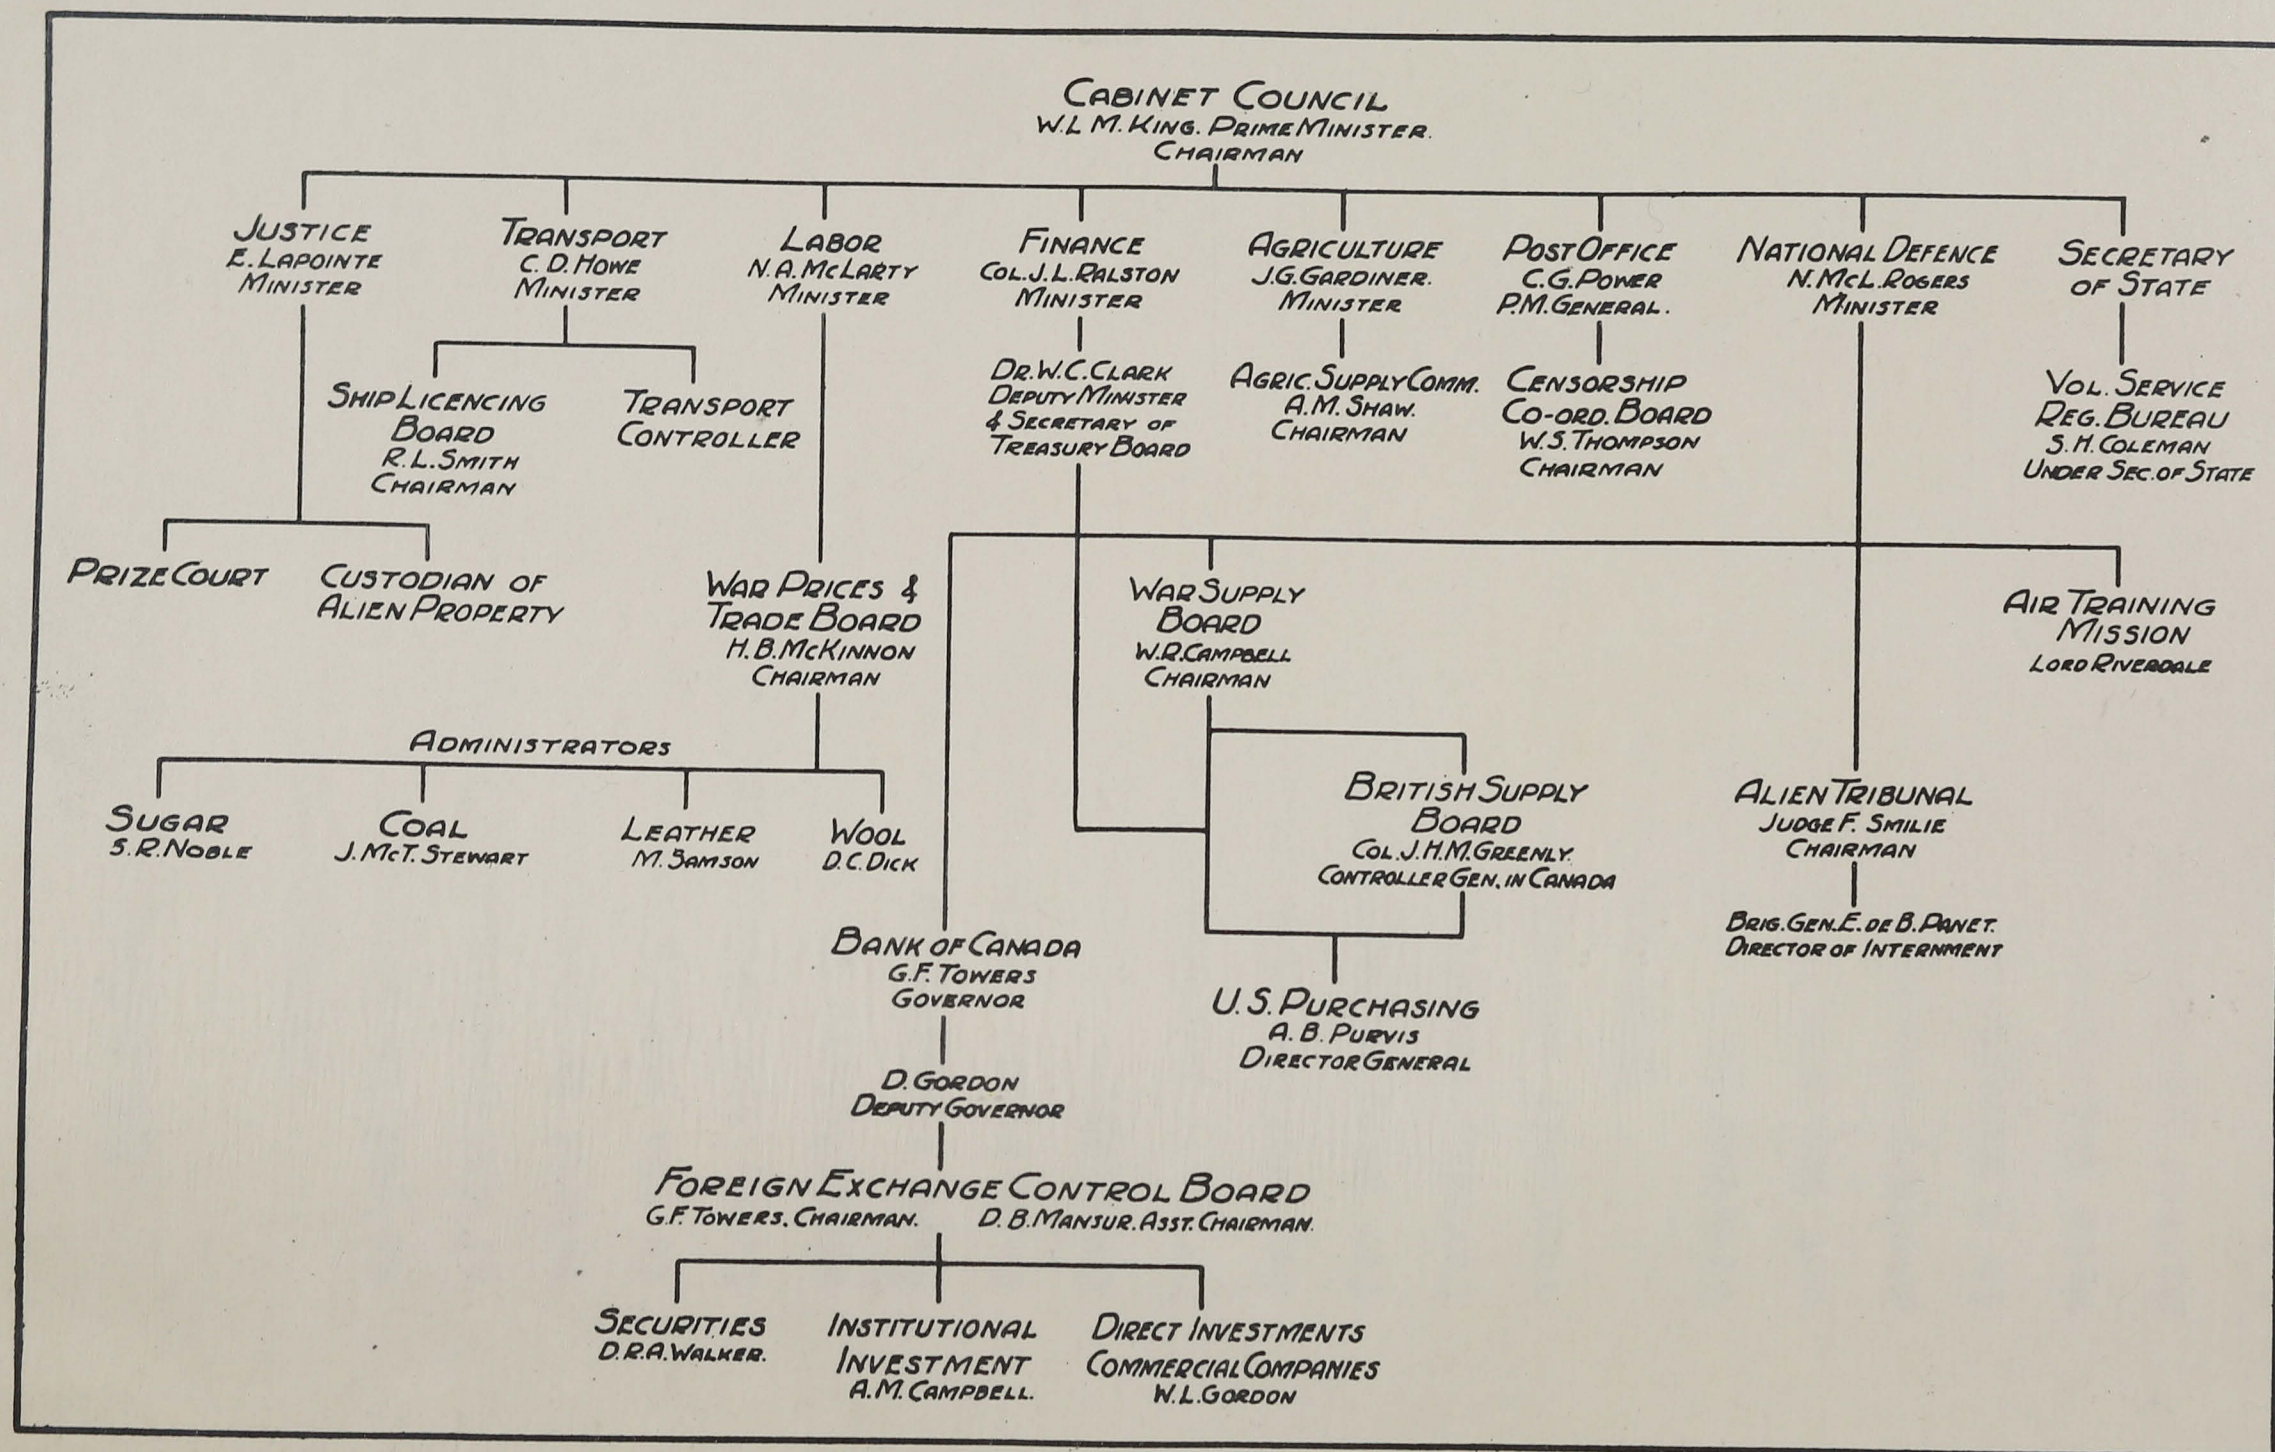 CABINET COUNCIL
W.L M. KING. PRIME MINISTER.
CHAIRMAN
JUSTICE
E. LAPOINTE
MINISTER
TRANSPORT
C. D. HOWE
MINISTER
LABOR
N. A. McLARTY
MINISTER
FINANCE
COL. J. L. RALSTON
MINISTER
AGRICULTURE
J.G. GARDINER.
MINISTER
POST OFFICE
C.G. POWER
P.M. GENERAL.
NATIONAL DEFENCE
N. McL. ROGERS
MINISTER
SECRETARY
OF STATE
SHIP LICENCING
BOARD
R. L. SMITH
CHAIRMAN
TRANSPORT
CONTROLLER
DR. W. C. CLARK
DEPUTY MINISTER
& SECRETARY OF
TREASURY BOARD
AGRIC. SUPPLY COMM.
A.M. SHAW.
CHAIRMAN
CENSORSHIP
CO-ORD. BOARD
W. S. THOMPSON
CHAIRMAN
VOL. SERVICE
REG. BUREAU
S. H. COLEMAN
UNDER SEC. OF STATE
PRIZE COURT
CUSTODIAN OF
ALIEN PROPERTY
WAR PRICES &
TRADE BOARD
H. B. McKINNON
CHAIRMAN
WAR SUPPLY
BOARD
W.R. CAMPBELL
CHAIRMAN
AIR TRAINING
MISSION
LORD RIVERDALE
ADMINISTRATORS
SUGAR
S. R. NOBLE
COAL
J. McT. STEWART
LEATHER
M. SAMSON
WOOL
D. C. DICK
BRITISH SUPPLY
BOARD
COL. J. H. M. GREENLY.
CONTROLLER GEN. IN CANADA
ALIEN TRIBUNAL
JUDGE F. SMILIE
CHAIRMAN
BRIG. GEN. E. DE B. PANET.
DIRECTOR OF INTERNMENT
BANK OF CANADA
G.F. TOWERS
GOVERNOR
U. S. PURCHASING
A. B. PURVIS
DIRECTOR GENERAL
D. GORDON
DEPUTY GOVERNOR
FOREIGN EXCHANGE CONTROL BOARD
G.F. TOWERS. CHAIRMAN. D. B. MANSUR. ASST. CHAIRMAN.
SECURITIES
D. R. A. WALKER.
INSTITUTIONAL
INVESTMENT
A.M. CAMPBELL.
DIRECT INVESTMENTS
COMMERCIAL COMPANIES
W. L. GORDON